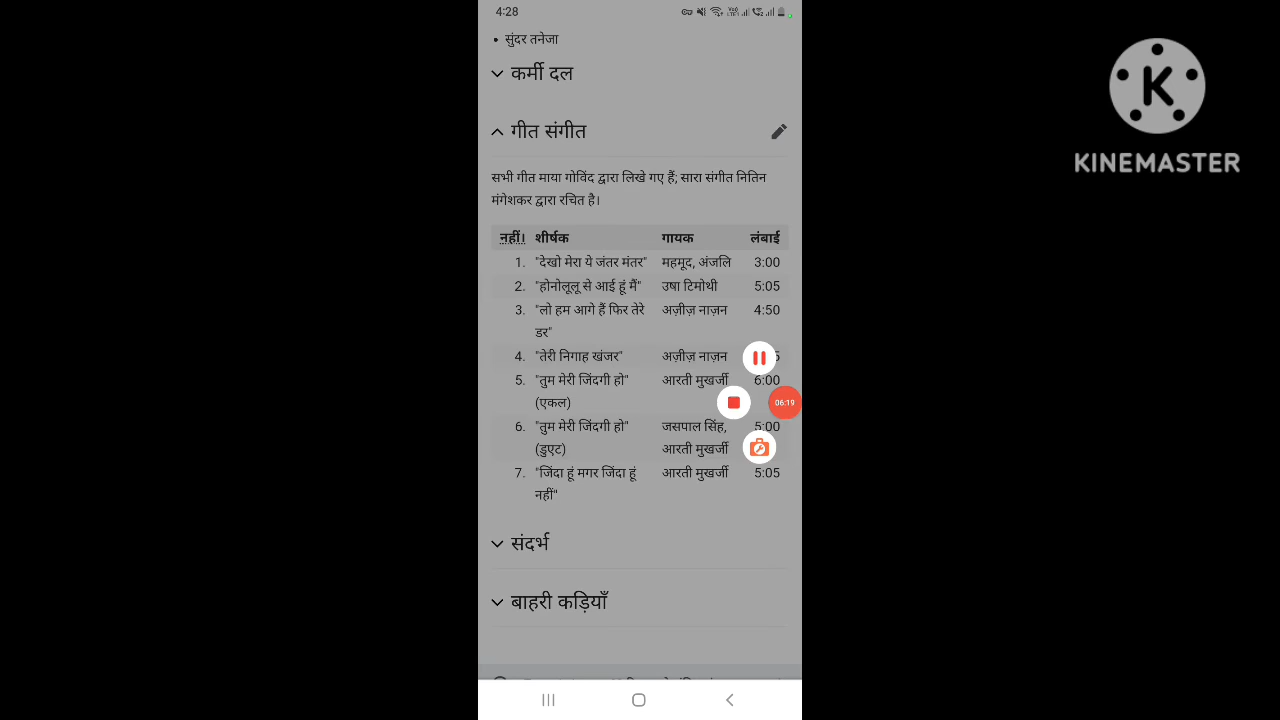 4:28
• सुंदर तनेजा
कर्मी दल
गीत संगीत
सभी गीत माया गोविंद द्वारा लिखे गए हैं; सारा संगीत नितिन
मंगेशकर द्वारा रचित है।
नहीं। शीर्षक गायक लंबाई
1. "देखो मेरा ये जंतर मंतर" महमूद, अंजलि 3:00
2. "होनोलूलू से आई हूं मैं" उषा टिमोथी 5:05
3. "लो हम आगे हैं फिर तेरे अज़ीज़ नाज़न 4:50
डर"
4. "तेरी निगाह खंजर" अज़ीज़ नाज़न
5. "तुम मेरी जिंदगी हो" आरती मुखर्जी 6:00
(एकल)
06:19
6. "तुम मेरी जिंदगी हो" जसपाल सिंह, 5:00
(डुएट) आरती मुखर्जी
7. "जिंदा हूं मगर जिंदा हूं आरती मुखर्जी 5:05
नहीं"
संदर्भ
बाहरी कड़ियाँ
KINEMASTER